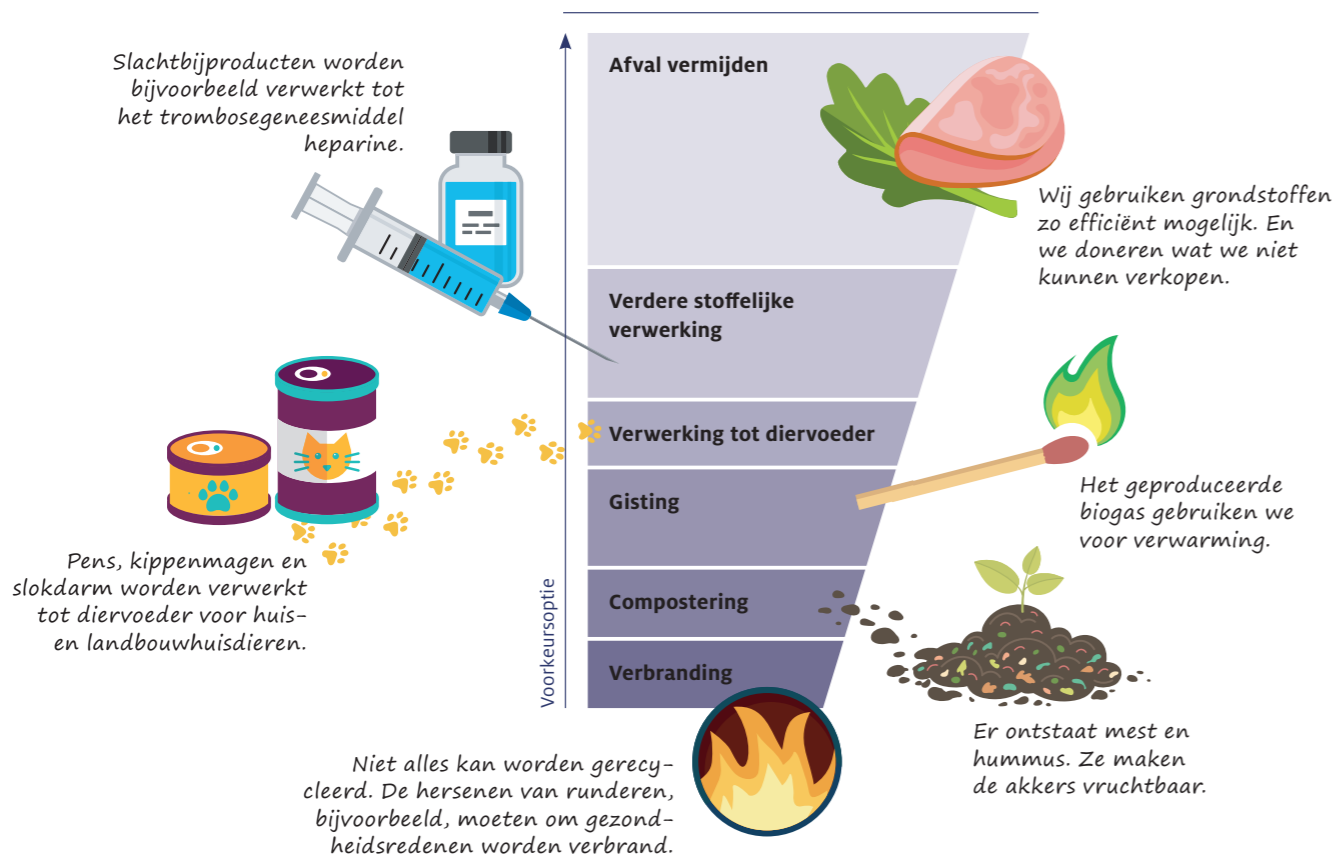 Afval vermijden
Slachtbijproducten worden
bijvoorbeeld verwerkt tot
het trombosegeneesmiddel
heparine.
Wij gebruiken grondstoffen
zo efficiënt mogelijk. En
we doneren wat we niet
kunnen verkopen.
Verdere stoffelijke
verwerking
Verwerking tot diervoeder
Gisting
Het geproduceerde
biogas gebruiken we
voor verwarming.
Pens, kippenmagen en
slokdarm worden verwerkt
tot diervoeder voor huis-
en landbouwhuisdieren.
Voorkeursoptie
Compostering
Verbranding
Er ontstaat mest en
hummus. Ze maken
de akkers vruchtbaar.
Niet alles kan worden gerecy-
cleerd. De hersenen van runderen,
bijvoorbeeld, moeten om gezond-
heidsredenen worden verbrand.